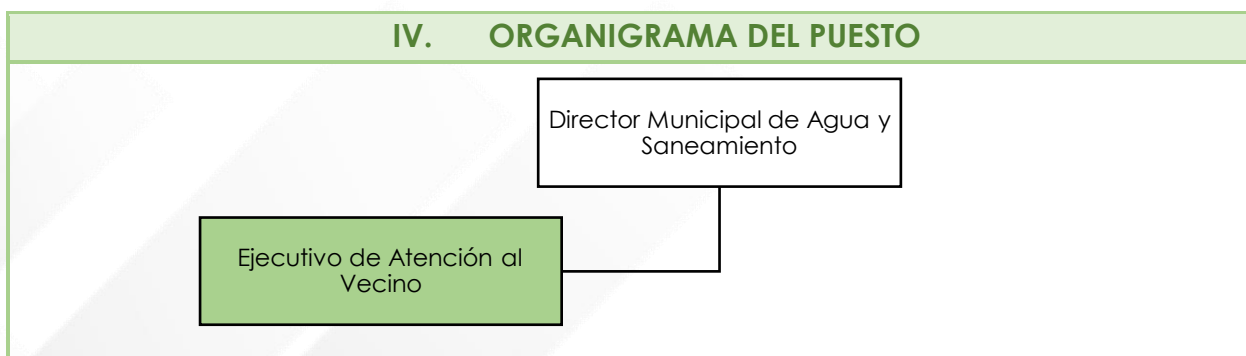 IV. ORGANIGRAMA DEL PUESTO
Director Municipal de Agua y
Saneamiento
Ejecutivo de Atención al
Vecino